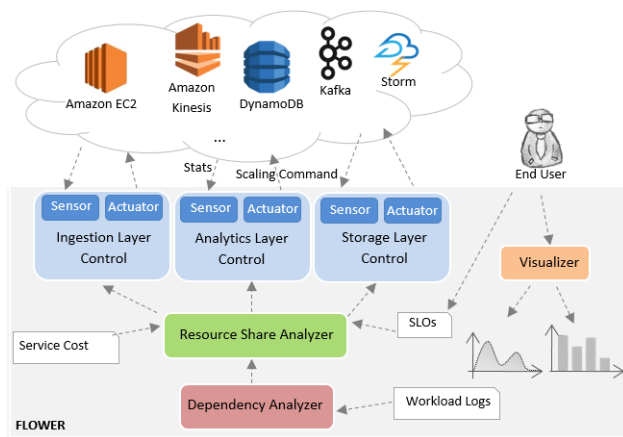 Amazon EC2
Amazon
Kinesis
DynamoDB
Kafka
Storm
...
Stats
Scaling Command
End User
Sensor
Actuator
Ingestion Layer
Control
Sensor
Actuator
Analytics Layer
Control
Sensor
Actuator
Storage Layer
Control
Visualizer
Service Cost
Resource Share Analyzer
SLOs
Dependency Analyzer
Workload Logs
FLOWER